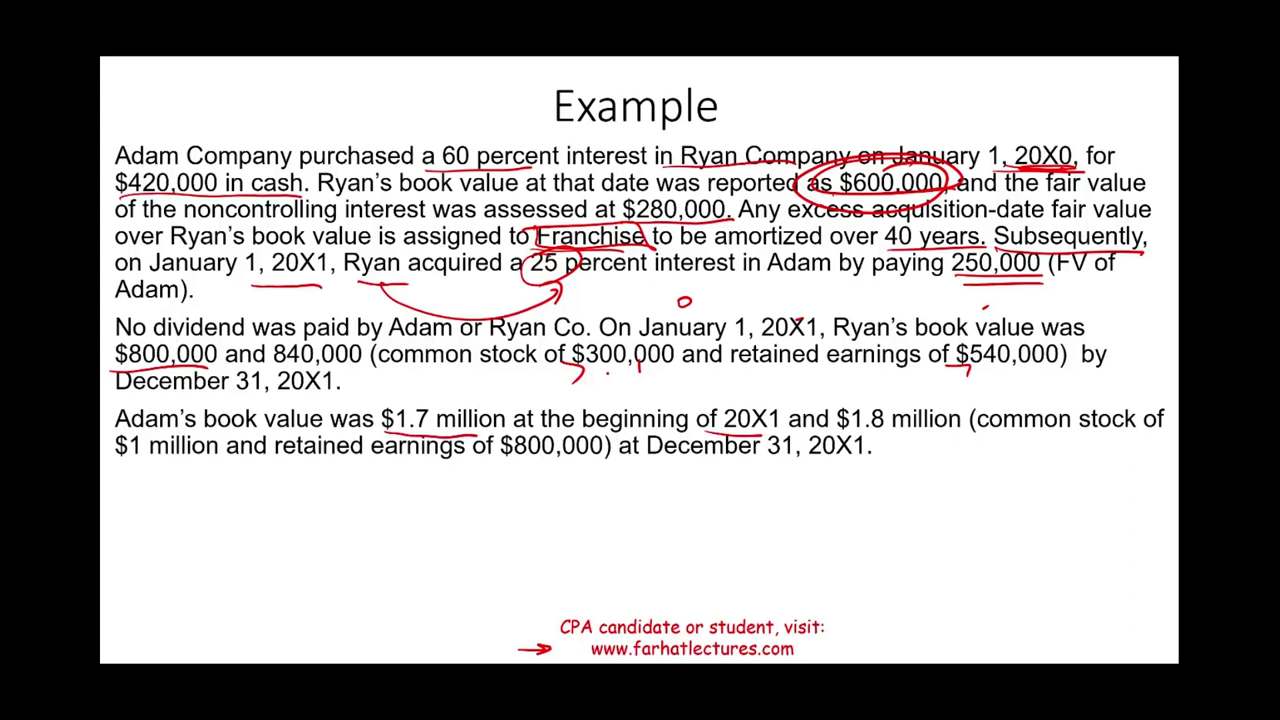 Example
Adam Company purchased a 60 percent interest in Ryan Company on January 1, 20X0, for
$420,000 in cash. Ryan's book value at that date was reported as $600,000, and the fair value
of the noncontrolling interest was assessed at $280,000. Any excess acquisition-date fair value
over Ryan's book value is assigned to Franchise to be amortized over 40 years. Subsequently,
on January 1, 20X1, Ryan acquired a 25 percent interest in Adam by paying 250,000 (FV of
Adam).
No dividend was paid by Adam or Ryan Co. On January 1, 20X1, Ryan's book value was
$800,000 and 840,000 (common stock of $300,000 and retained earnings of $540,000) by
December 31, 20X1.
Adam's book value was $1.7 million at the beginning of 20X1 and $1.8 million (common stock of
$1 million and retained earnings of $800,000) at December 31, 20X1.
CPA candidate or student, visit:
www.farhatlectures.com